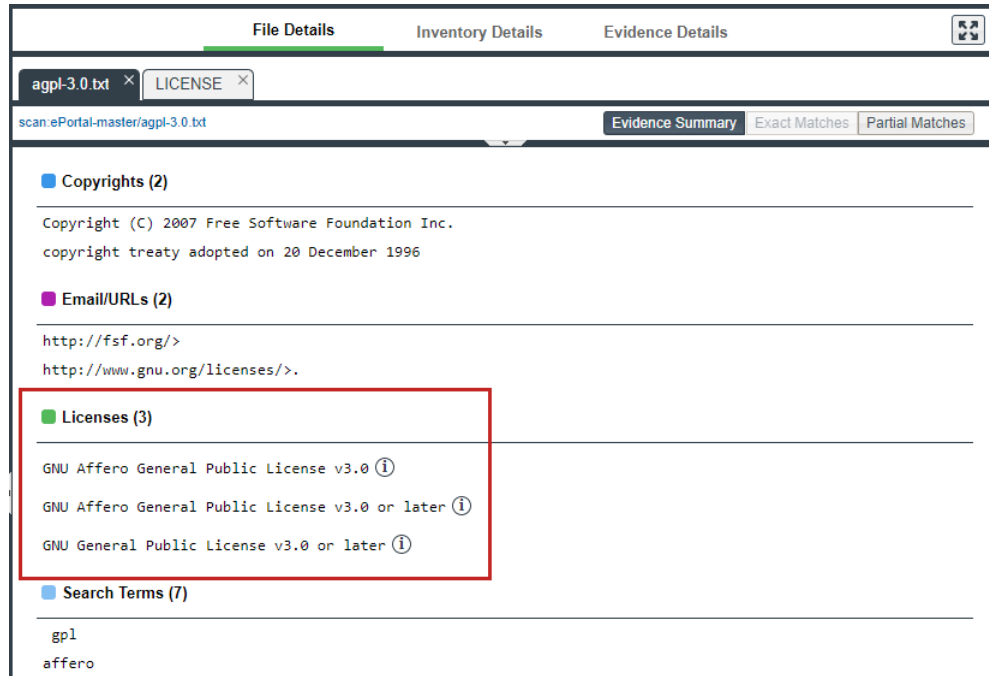 File Details Inventory Details Evidence Details
agpl-3.0.txt × LICENSE ×
scan:ePortal-master/agpl-3.0.txt Evidence Summary Exact Matches Partial Matches
Copyrights (2)
Copyright (C) 2007 Free Software Foundation Inc.
copyright treaty adopted on 20 December 1996
Email/URLs (2)
http://fsf.org/>
http://www.gnu.org/licenses/>.
Licenses (3)
GNU Affero General Public License v3.0 i
GNU Affero General Public License v3.0 or later i
GNU General Public License v3.0 or later i
Search Terms (7)
gpl
affero